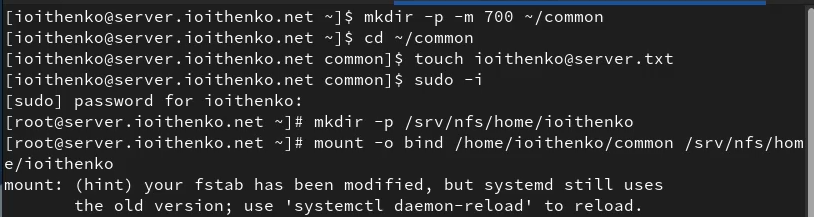 [ioithenko@server.ioithenko.net ~]$ mkdir -p -m 700 ~/common
[ioithenko@server.ioithenko.net ~]$ cd ~/common
[ioithenko@server.ioithenko.net common]$ touch ioithenko@server.txt
[ioithenko@server.ioithenko.net common]$ sudo -i
[sudo] password for ioithenko:
[root@server.ioithenko.net ~]# mkdir -p /srv/nfs/home/ioithenko
[root@server.ioithenko.net ~]# mount -o bind /home/ioithenko/common /srv/nfs/hom
e/ioithenko
mount: (hint) your fstab has been modified, but systemd still uses
       the old version; use 'systemctl daemon-reload' to reload.